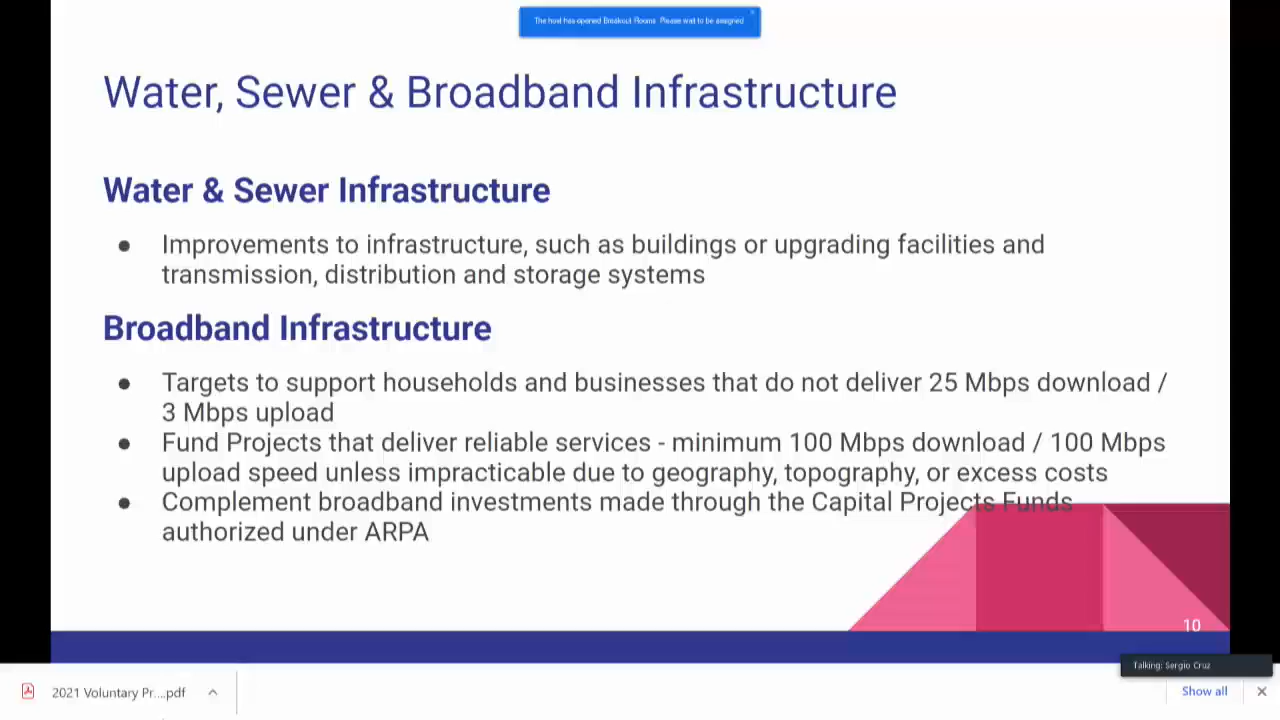 The host has opened Breakout Rooms. Please wait to be assigned
Water, Sewer & Broadband Infrastructure
Water & Sewer Infrastructure
● Improvements to infrastructure, such as buildings or upgrading facilities and
transmission, distribution and storage systems
Broadband Infrastructure
● Targets to support households and businesses that do not deliver 25 Mbps download /
3 Mbps upload
● Fund Projects that deliver reliable services - minimum 100 Mbps download / 100 Mbps
upload speed unless impracticable due to geography, topography, or excess costs
● Complement broadband investments made through the Capital Projects Funds
authorized under ARPA
10
Talking: Sergio Cruz
2021 Voluntary Pr....pdf
Show all